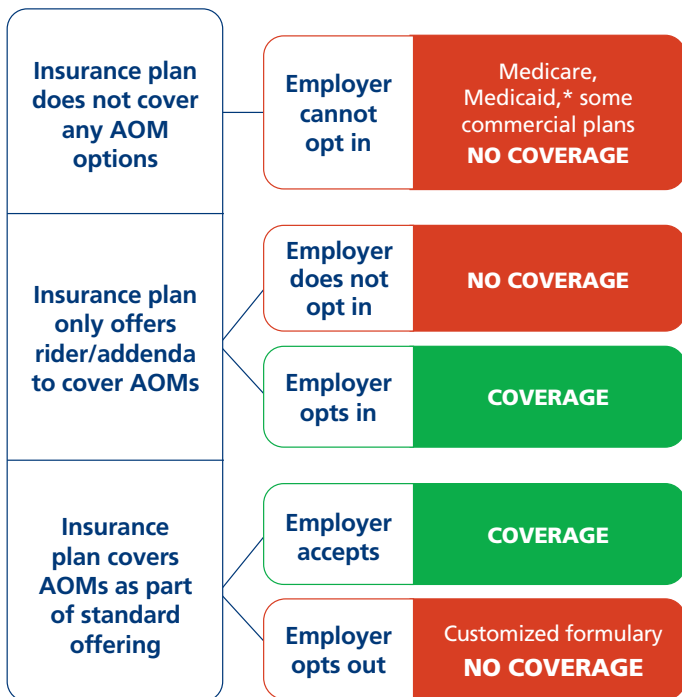 Insurance plan
does not cover
any AOM
options
Employer
cannot
opt in
Medicare,
Medicaid,* some
commercial plans
NO COVERAGE
Insurance plan
only offers
rider/addenda
to cover AOMs
Employer
does not
opt in
NO COVERAGE
Employer
opts in
COVERAGE
Insurance
plan covers
AOMs as part
of standard
offering
Employer
accepts
COVERAGE
Employer
opts out
Customized formulary
NO COVERAGE